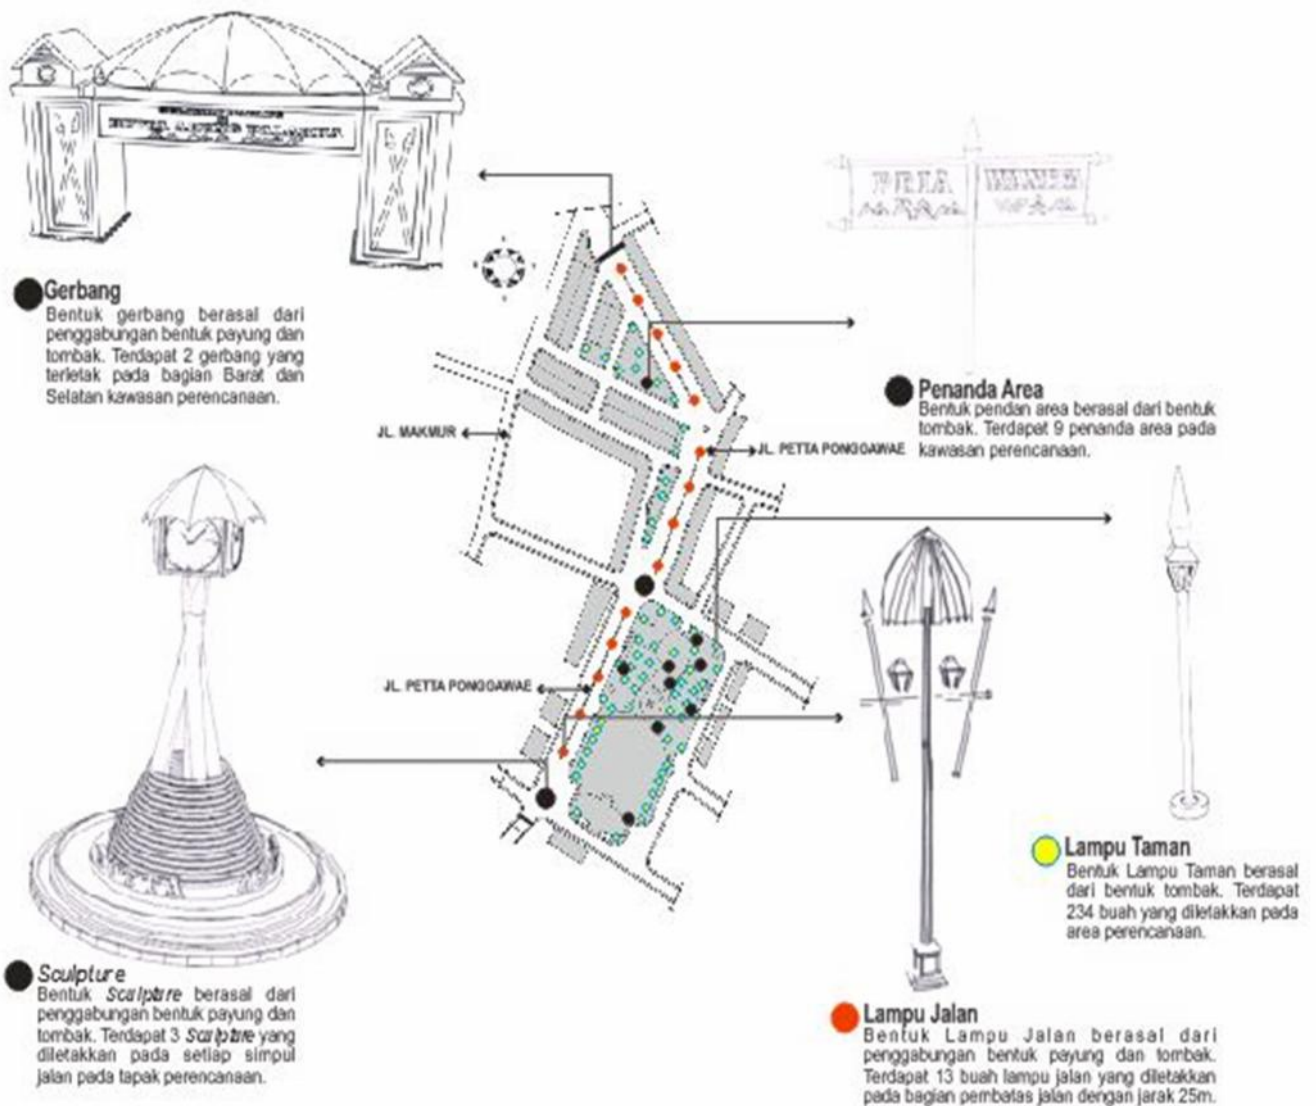 Gerbang
Bentuk gerbang berasal dari
penggabungan bentuk payung dan
tombak. Terdapat 2 gerbang yang
terletak pada bagian Barat dan
Selatan kawasan perencanaan.
PRIA
Penanda Area
Bentuk pendan area berasal dari bentuk
tombak. Terdapat 9 penanda area pada
kawasan perencanaan.
JL. MAKMUR
JL. PETTA PONGGAWAE
JL. PETTA PONGGAWAE
Lampu Taman
Bentuk Lampu Taman berasal
dari bentuk tombak. Terdapat
234 buah yang diletakkan pada
area perencanaan.
Sculpture
Bentuk Sculpture berasal dari
penggabungan bentuk payung dan
tombak. Terdapat 3 Sculpture yang
diletakkan pada setiap simpul
jalan pada tapak perencanaan.
Lampu Jalan
Bentuk Lampu Jalan berasal dari
penggabungan bentuk payung dan tombak.
Terdapat 13 buah lampu jalan yang diletakkan
pada bagian pembatas jalan dengan jarak 25m.